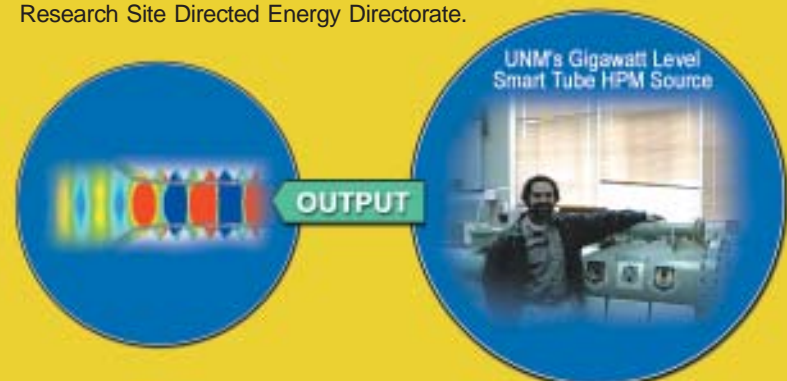 Research Site Directed Energy Directorate.
UNM's Gigawatt Level
Smart Tube HPM Source
OUTPUT